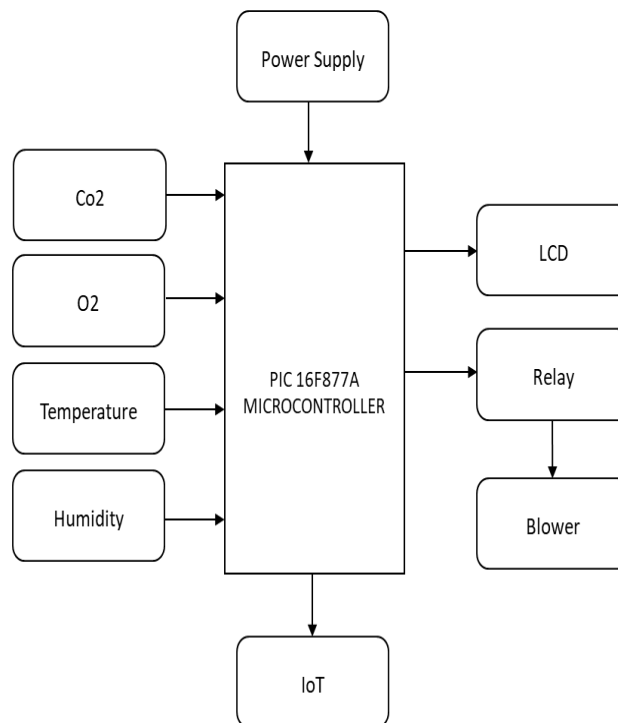 Power Supply
Co2
O2
Temperature
Humidity
PIC 16F877A
MICROCONTROLLER
LCD
Relay
Blower
IoT